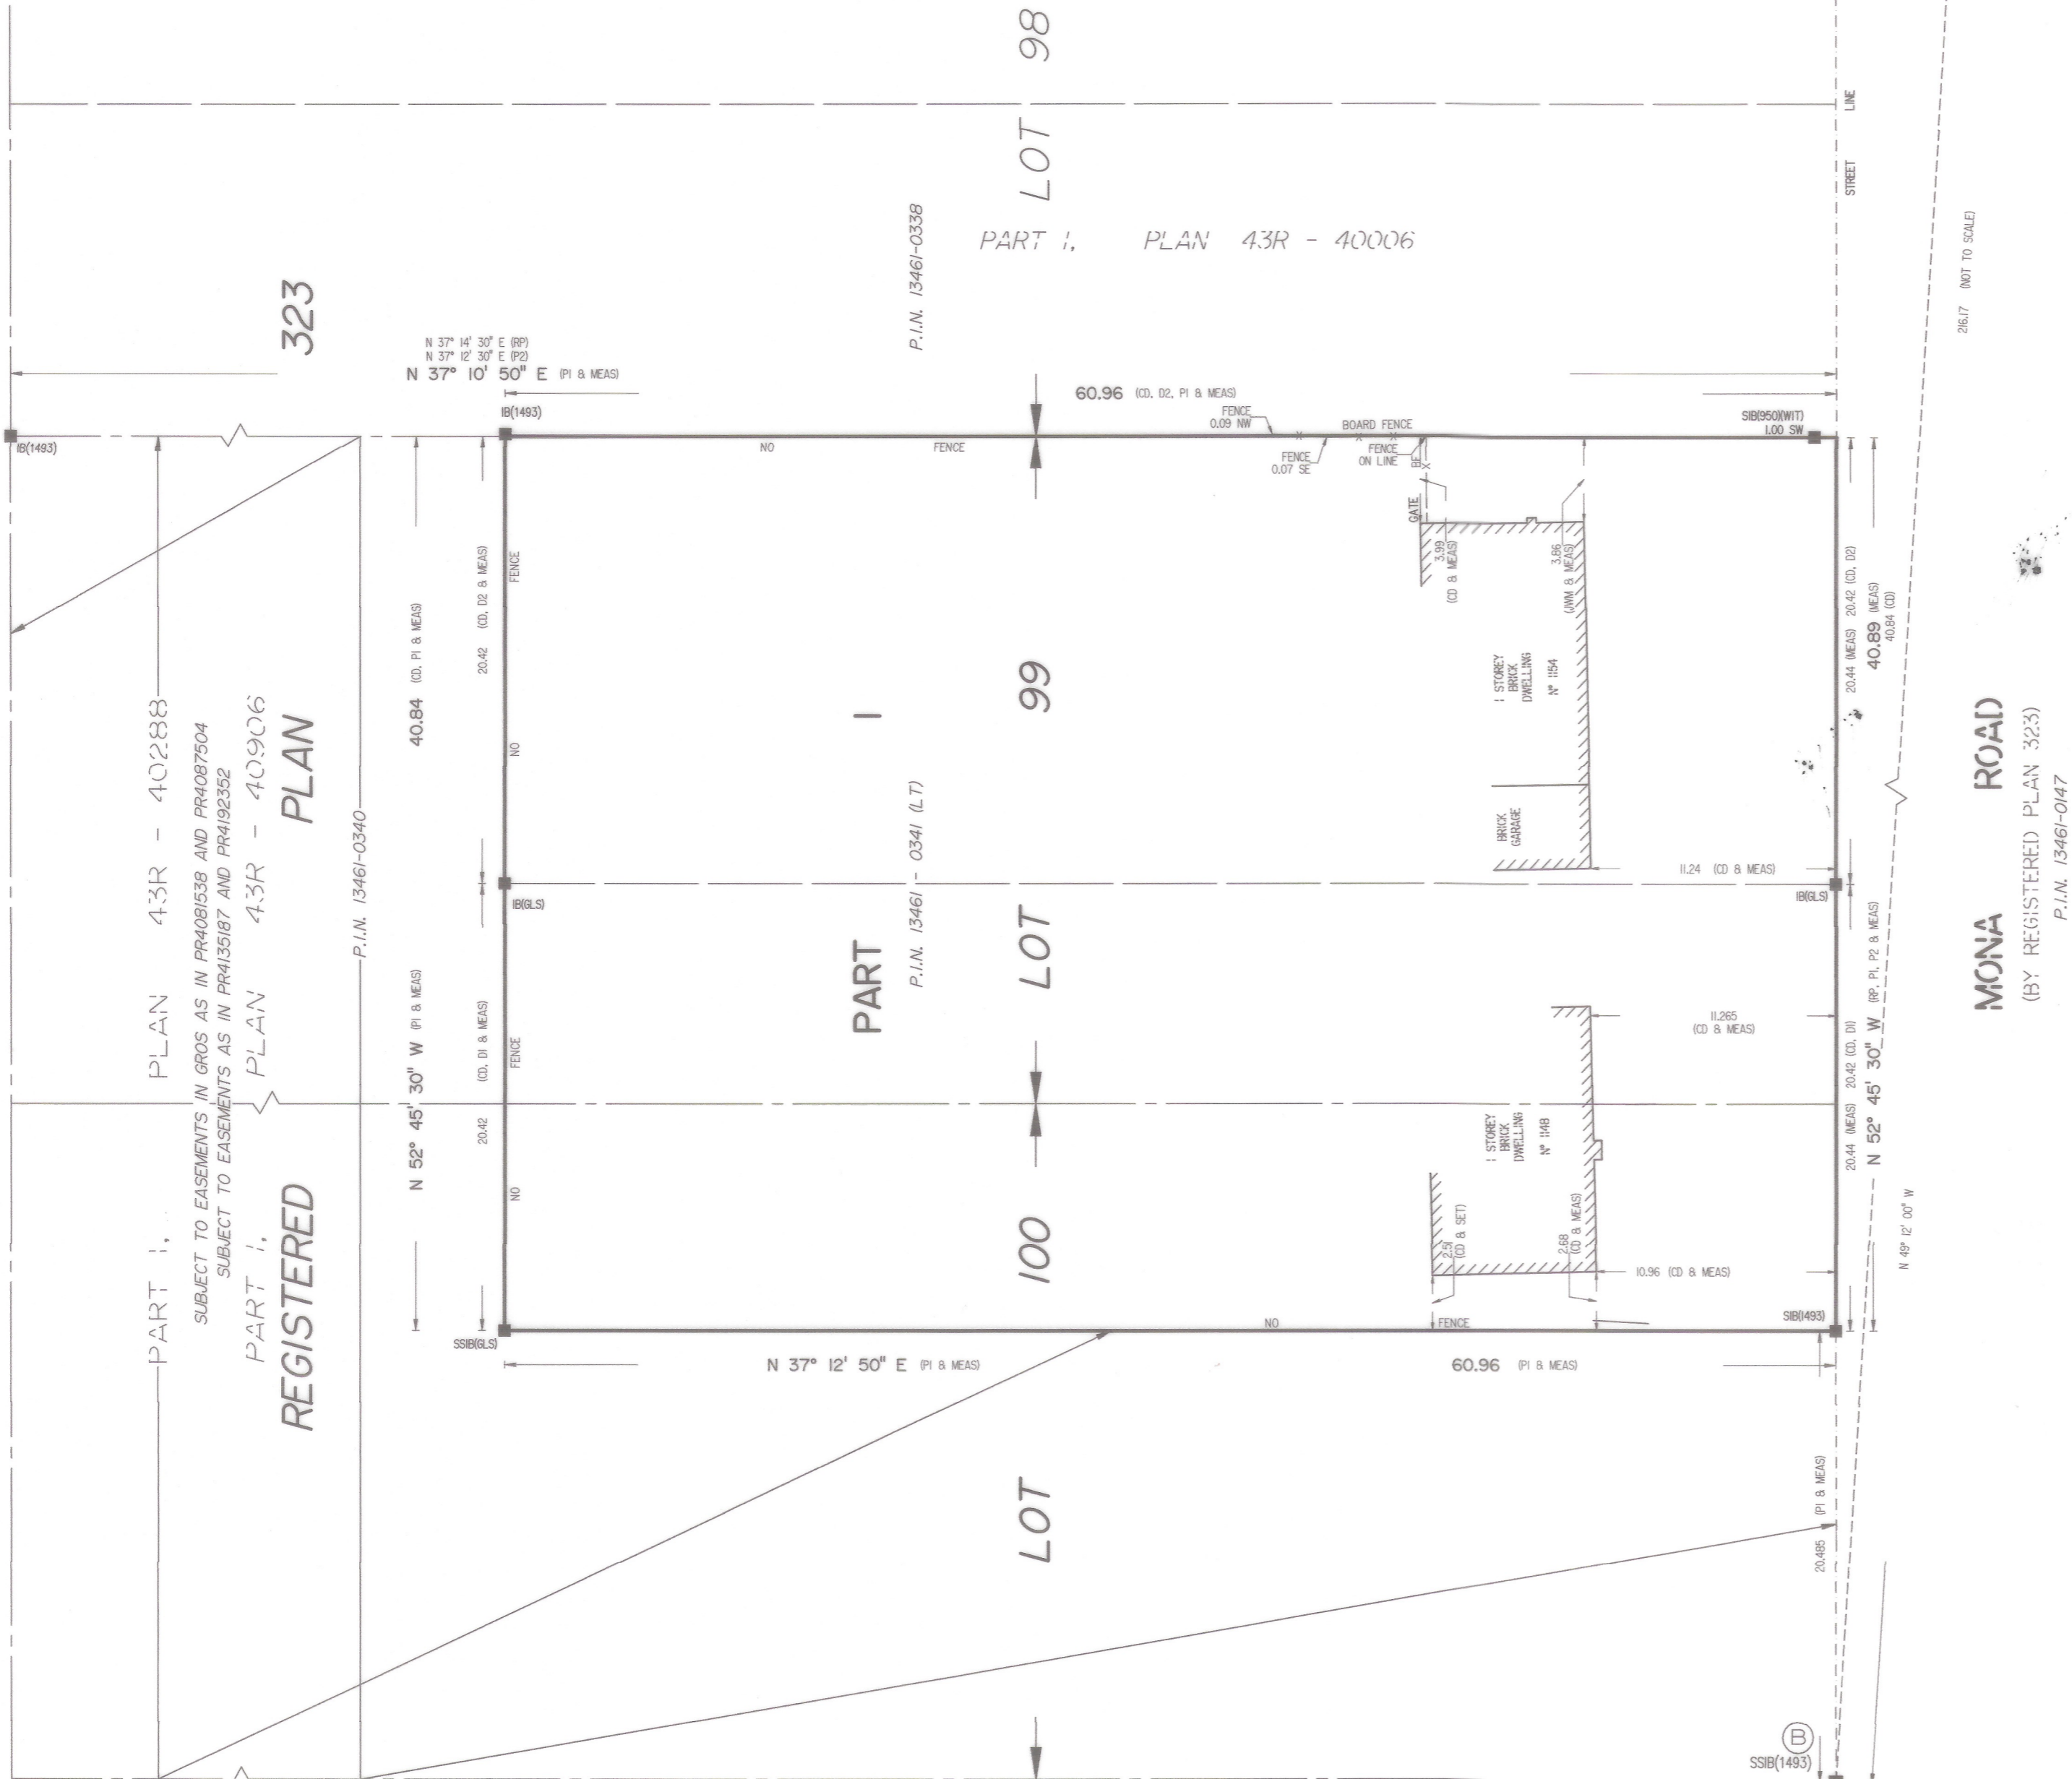 LOT 98
STREET LINE
PART 1, PLAN 43R - 40006
P.I.N. 13461-0338
216.17 (NOT TO SCALE)
REGISTERED PLAN 323
N 37° 14' 30" E (RP)
N 37° 12' 30" E (P2)
N 37° 10' 50" E (P1 & MEAS)
60.96 (CD, D2, P1 & MEAS)
IB(1493)
IB(1493)
NO FENCE
FENCE
0.09 NW
BOARD FENCE
FENCE
0.07 SE
FENCE
ON LINE
BF
SIB(950)(WIT)
1.00 SW
GATE
3.99
(CD & MEAS)
3.86
(JWM & MEAS)
PART 1, PLAN 43R - 40288
SUBJECT TO EASEMENTS IN GROS AS IN PR4081538 AND PR4087504
SUBJECT TO EASEMENTS AS IN PR4135187 AND PR4192352
PART 1, PLAN 43R - 40906
P.I.N. 13461-0340
N 52° 45' 30" W (P1 & MEAS)
40.84 (CD, P1 & MEAS)
20.42 (CD, D2 & MEAS)
20.42 (CD, D1 & MEAS)
NO FENCE
NO FENCE
PART 1
P.I.N. 13461 - 0341 (LT)
LOT 99
1 STOREY
BRICK
DWELLING
Nº 1154
BRICK
GARAGE
11.24 (CD & MEAS)
IB(GLS)
IB(GLS)
20.44 (MEAS) 20.42 (CD, D2)
40.89 (MEAS)
40.84 (CD)
11.265
(CD & MEAS)
LOT 100
1 STOREY
BRICK
DWELLING
Nº 1148
2.51
(CD & SET)
2.68
(CD & MEAS)
10.96 (CD & MEAS)
20.44 (MEAS) 20.42 (CD, D1)
N 52° 45' 30" W (RP, P1, P2 & MEAS)
N 49° 12' 00" W
MONA ROAD
(BY REGISTERED PLAN 323)
P.I.N. 13461-0147
SSIB(GLS)
NO FENCE
SIB(1493)
N 37° 12' 50" E (P1 & MEAS)
60.96 (P1 & MEAS)
20.485 (P1 & MEAS)
B
SSIB(1493)